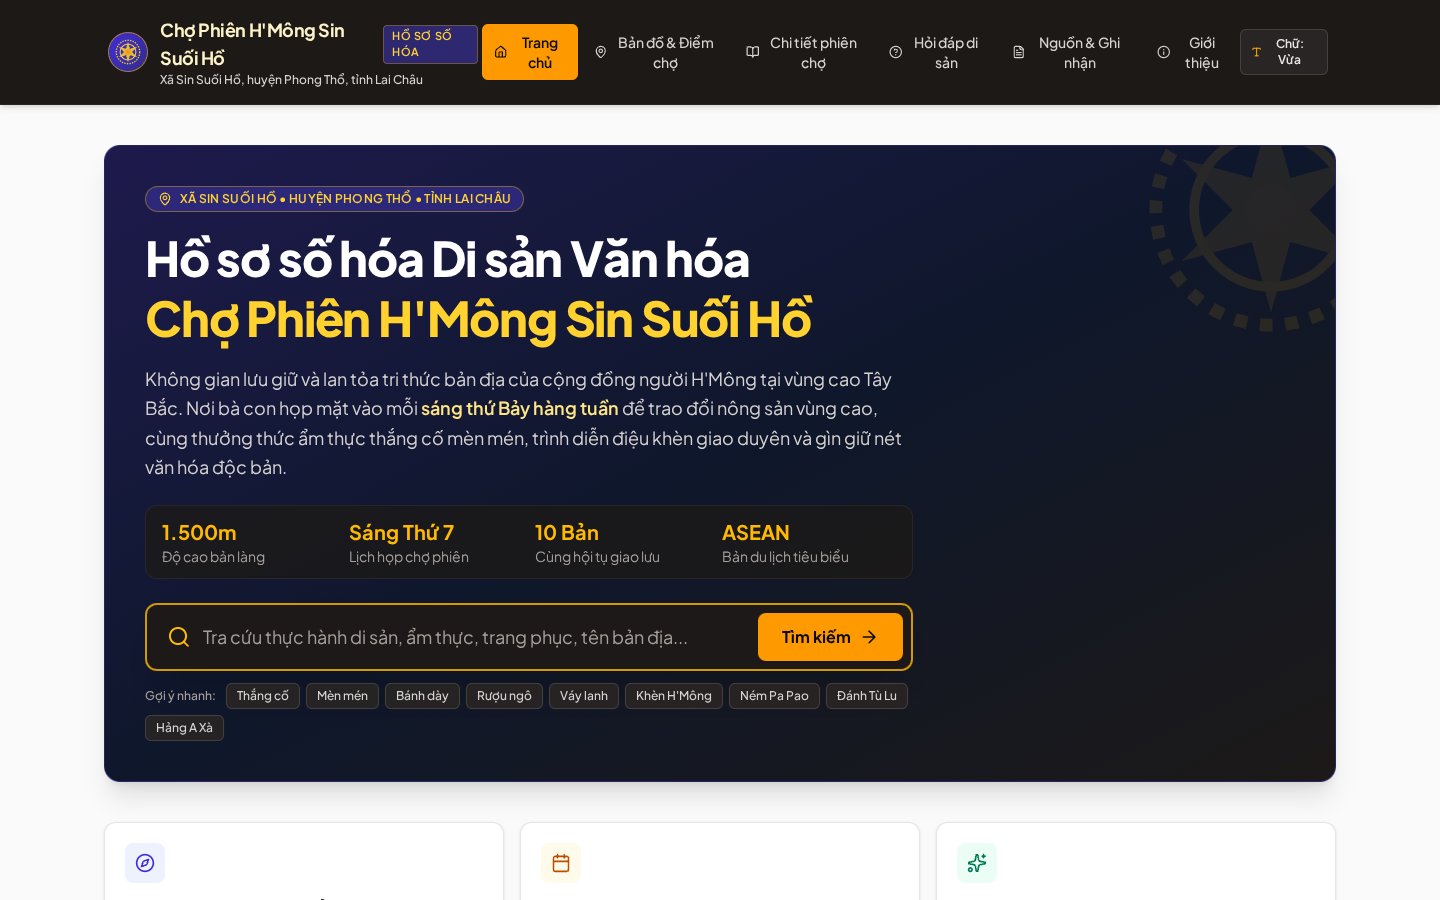 Chợ Phiên H'Mông Sin
Suối Hồ
HỒ SƠ SỐ
HÓA
Xã Sin Suối Hồ, huyện Phong Thổ, tỉnh Lai Châu
Trang
chủ
Bản đồ & Điểm
chợ
Chi tiết phiên
chợ
Hỏi đáp di
sản
Nguồn & Ghi
nhận
Giới
thiệu
Chữ:
Vừa
XÃ SIN SUỐI HỒ • HUYỆN PHONG THỔ • TỈNH LAI CHÂU
Hồ sơ số hóa Di sản Văn hóa
Chợ Phiên H'Mông Sin Suối Hồ
Không gian lưu giữ và lan tỏa tri thức bản địa của cộng đồng người H'Mông tại vùng cao Tây
Bắc. Nơi bà con họp mặt vào mỗi sáng thứ Bảy hàng tuần để trao đổi nông sản vùng cao,
cùng thưởng thức ẩm thực thắng cố mèn mén, trình diễn điệu khèn giao duyên và gìn giữ nét
văn hóa độc bản.
1.500m
Độ cao bản làng
Sáng Thứ 7
Lịch họp chợ phiên
10 Bản
Cùng hội tụ giao lưu
ASEAN
Bản du lịch tiêu biểu
Tra cứu thực hành di sản, ẩm thực, trang phục, tên bản địa...
Tìm kiếm
Gợi ý nhanh:
Thắng cố
Mèn mén
Bánh dày
Rượu ngô
Váy lanh
Khèn H'Mông
Ném Pa Pao
Đánh Tù Lu
Hảng A Xà